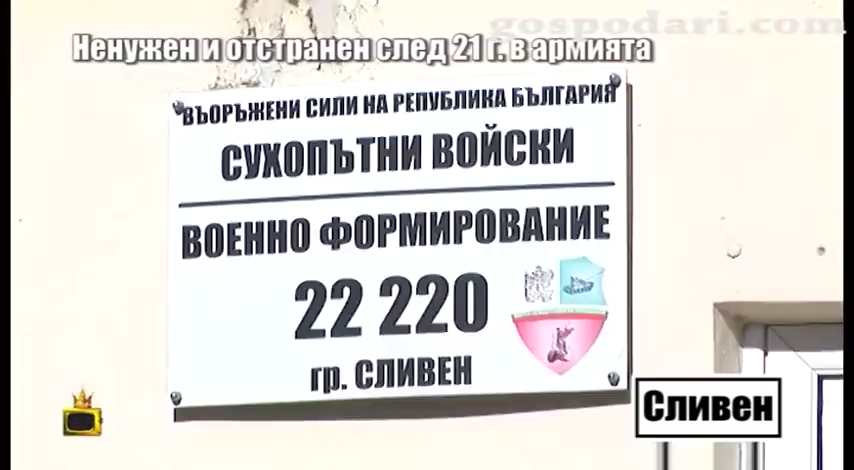 gospodari.com
Ненужен и отстранен след 21 г. в армията
ВЪОРЪЖЕНИ СИЛИ НА РЕПУБЛИКА БЪЛГАРИЯ
СУХОПЪТНИ ВОЙСКИ
ВОЕННО ФОРМИРОВАНИЕ
22 220
гр. СЛИВЕН
Сливен